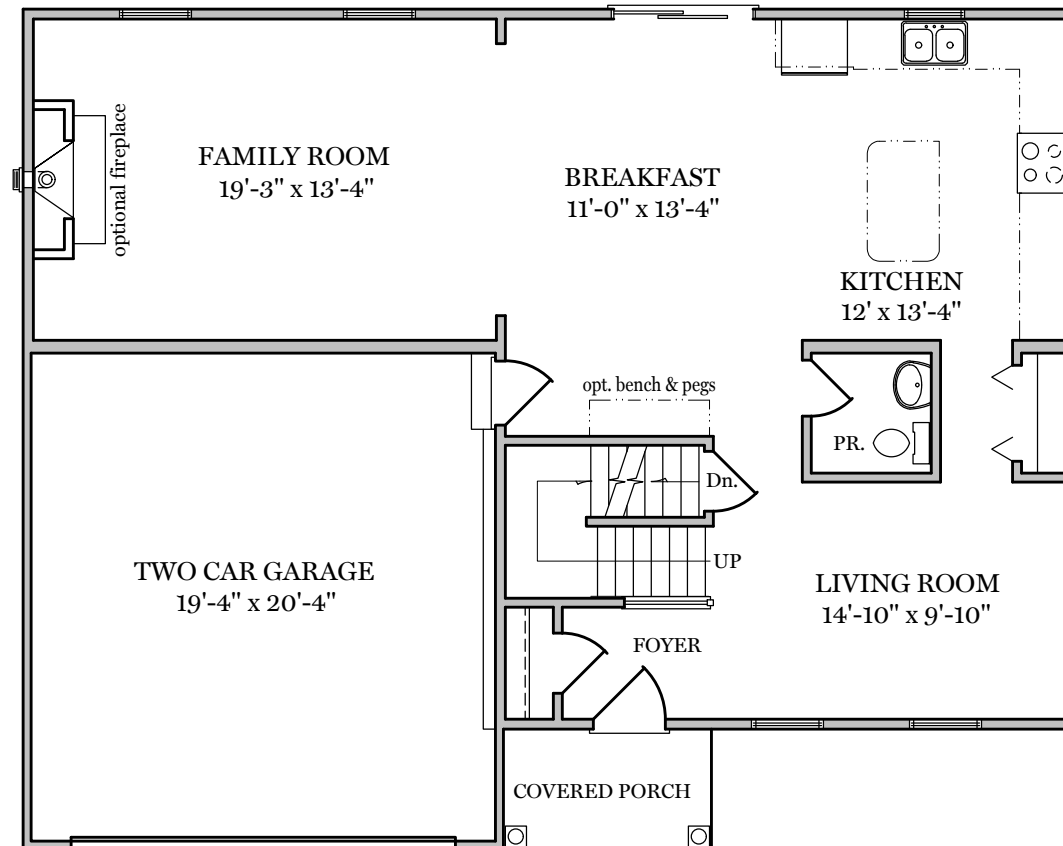 FAMILY ROOM
19'-3" x 13'-4"
optional fireplace
BREAKFAST
11'-0" x 13'-4"
KITCHEN
12' x 13'-4"
opt. bench & pegs
PR.
Dn.
UP
TWO CAR GARAGE
19'-4" x 20'-4"
LIVING ROOM
14'-10" x 9'-10"
FOYER
COVERED PORCH